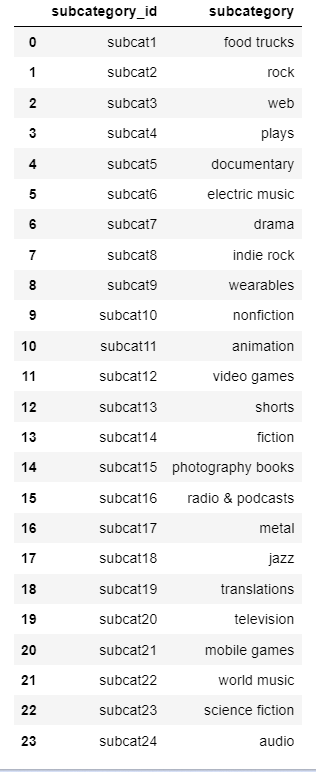 subcategory_id subcategory
0 subcat1 food trucks
1 subcat2 rock
2 subcat3 web
3 subcat4 plays
4 subcat5 documentary
5 subcat6 electric music
6 subcat7 drama
7 subcat8 indie rock
8 subcat9 wearables
9 subcat10 nonfiction
10 subcat11 animation
11 subcat12 video games
12 subcat13 shorts
13 subcat14 fiction
14 subcat15 photography books
15 subcat16 radio & podcasts
16 subcat17 metal
17 subcat18 jazz
18 subcat19 translations
19 subcat20 television
20 subcat21 mobile games
21 subcat22 world music
22 subcat23 science fiction
23 subcat24 audio